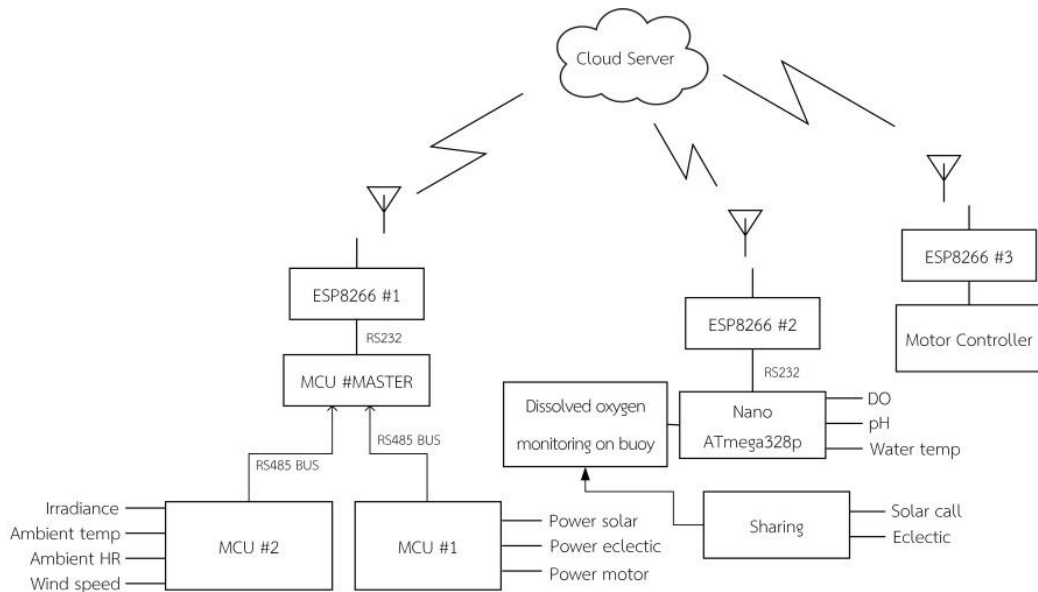 Cloud Server
ESP8266 #3
ESP8266 #1
Motor Controller
ESP8266 #2
RS232
RS232
MCU #MASTER
Dissolved oxygen
monitoring on buoy
Nano
ATmega328p
DO
pH
Water temp
RS485 BUS
RS485 BUS
Irradiance
Ambient temp
Ambient HR
Wind speed
MCU #2
MCU #1
Power solar
Power eclectic
Power motor
Sharing
Solar call
Eclectic